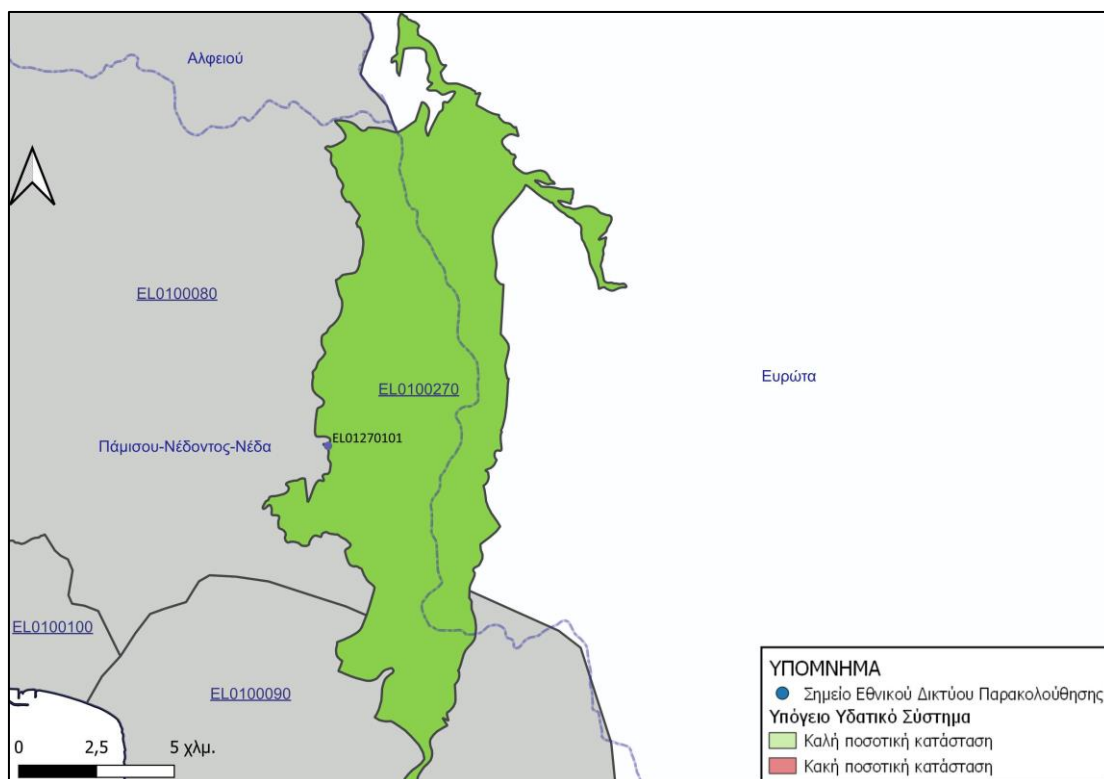 Αλφειού
EL0100080
EL0100270
Ευρώτα
Πάμισου-Νέδοντος-Νέδα
EL01270101
EL0100100
EL0100090
0 2,5 5 χλμ.
ΥΠΟΜΝΗΜΑ
Σημείο Εθνικού Δικτύου Παρακολούθησης
Υπόγειο Υδατικό Σύστημα
Καλή ποσοτική κατάσταση
Κακή ποσοτική κατάσταση